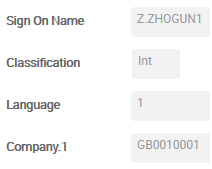 Sign On Name Z.ZHOGUN1
Classification Int
Language 1
Company.1 GB0010001